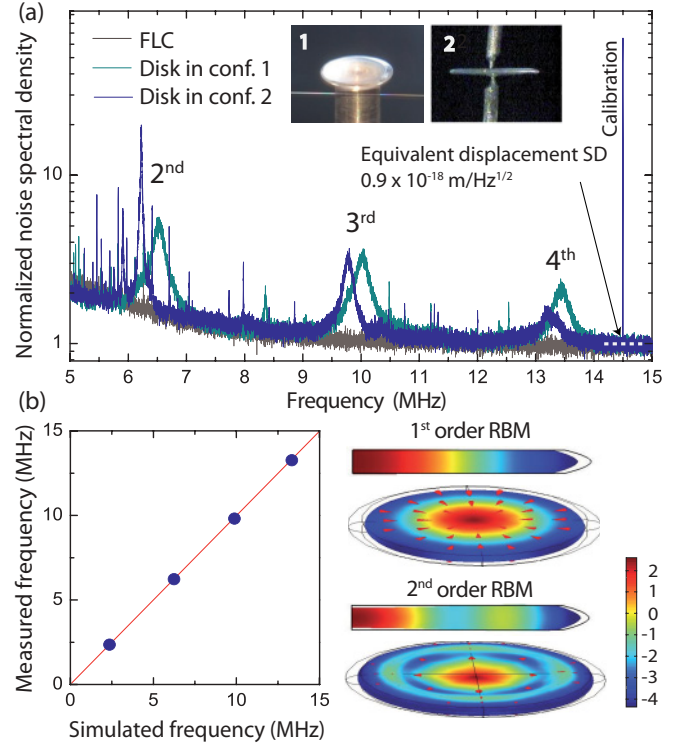 (a)
FLC
Disk in conf. 1
Disk in conf. 2
1
2
Calibration
Equivalent displacement SD
0.9 x 10⁻¹⁸ m/Hz¹ᐟ²
2ⁿᵈ
3ʳᵈ
4ᵗʰ
Normalized noise spectral density
10
1
5 6 7 8 9 10 11 12 13 14 15
Frequency (MHz)
(b)
Measured frequency (MHz)
15
10
5
0
0 5 10 15
Simulated frequency (MHz)
1ˢᵗ order RBM
2ⁿᵈ order RBM
2
1
0
-1
-2
-3
-4